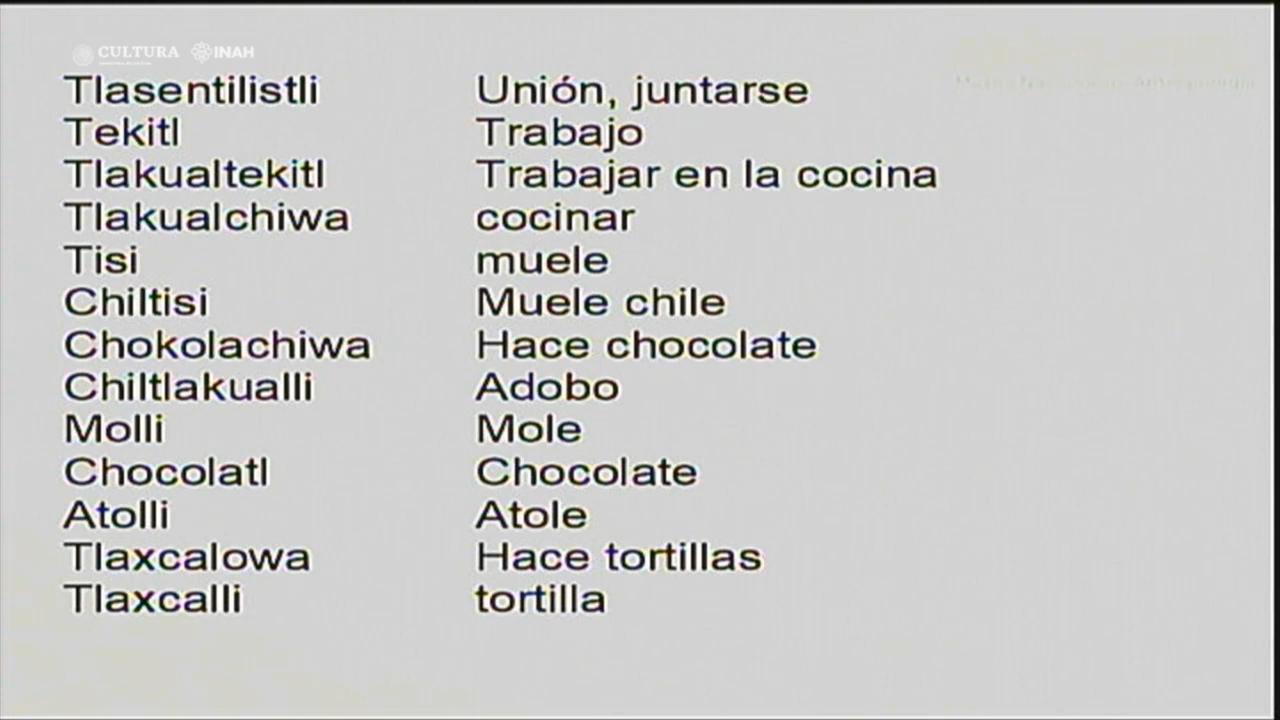 CULTURA INAH
Tlasentilistli Unión, juntarse
Tekitl Trabajo
Tlakualtekitl Trabajar en la cocina
Tlakualchiwa cocinar
Tisi muele
Chiltisi Muele chile
Chokolachiwa Hace chocolate
Chiltlakualli Adobo
Molli Mole
Chocolatl Chocolate
Atolli Atole
Tlaxcalowa Hace tortillas
Tlaxcalli tortilla